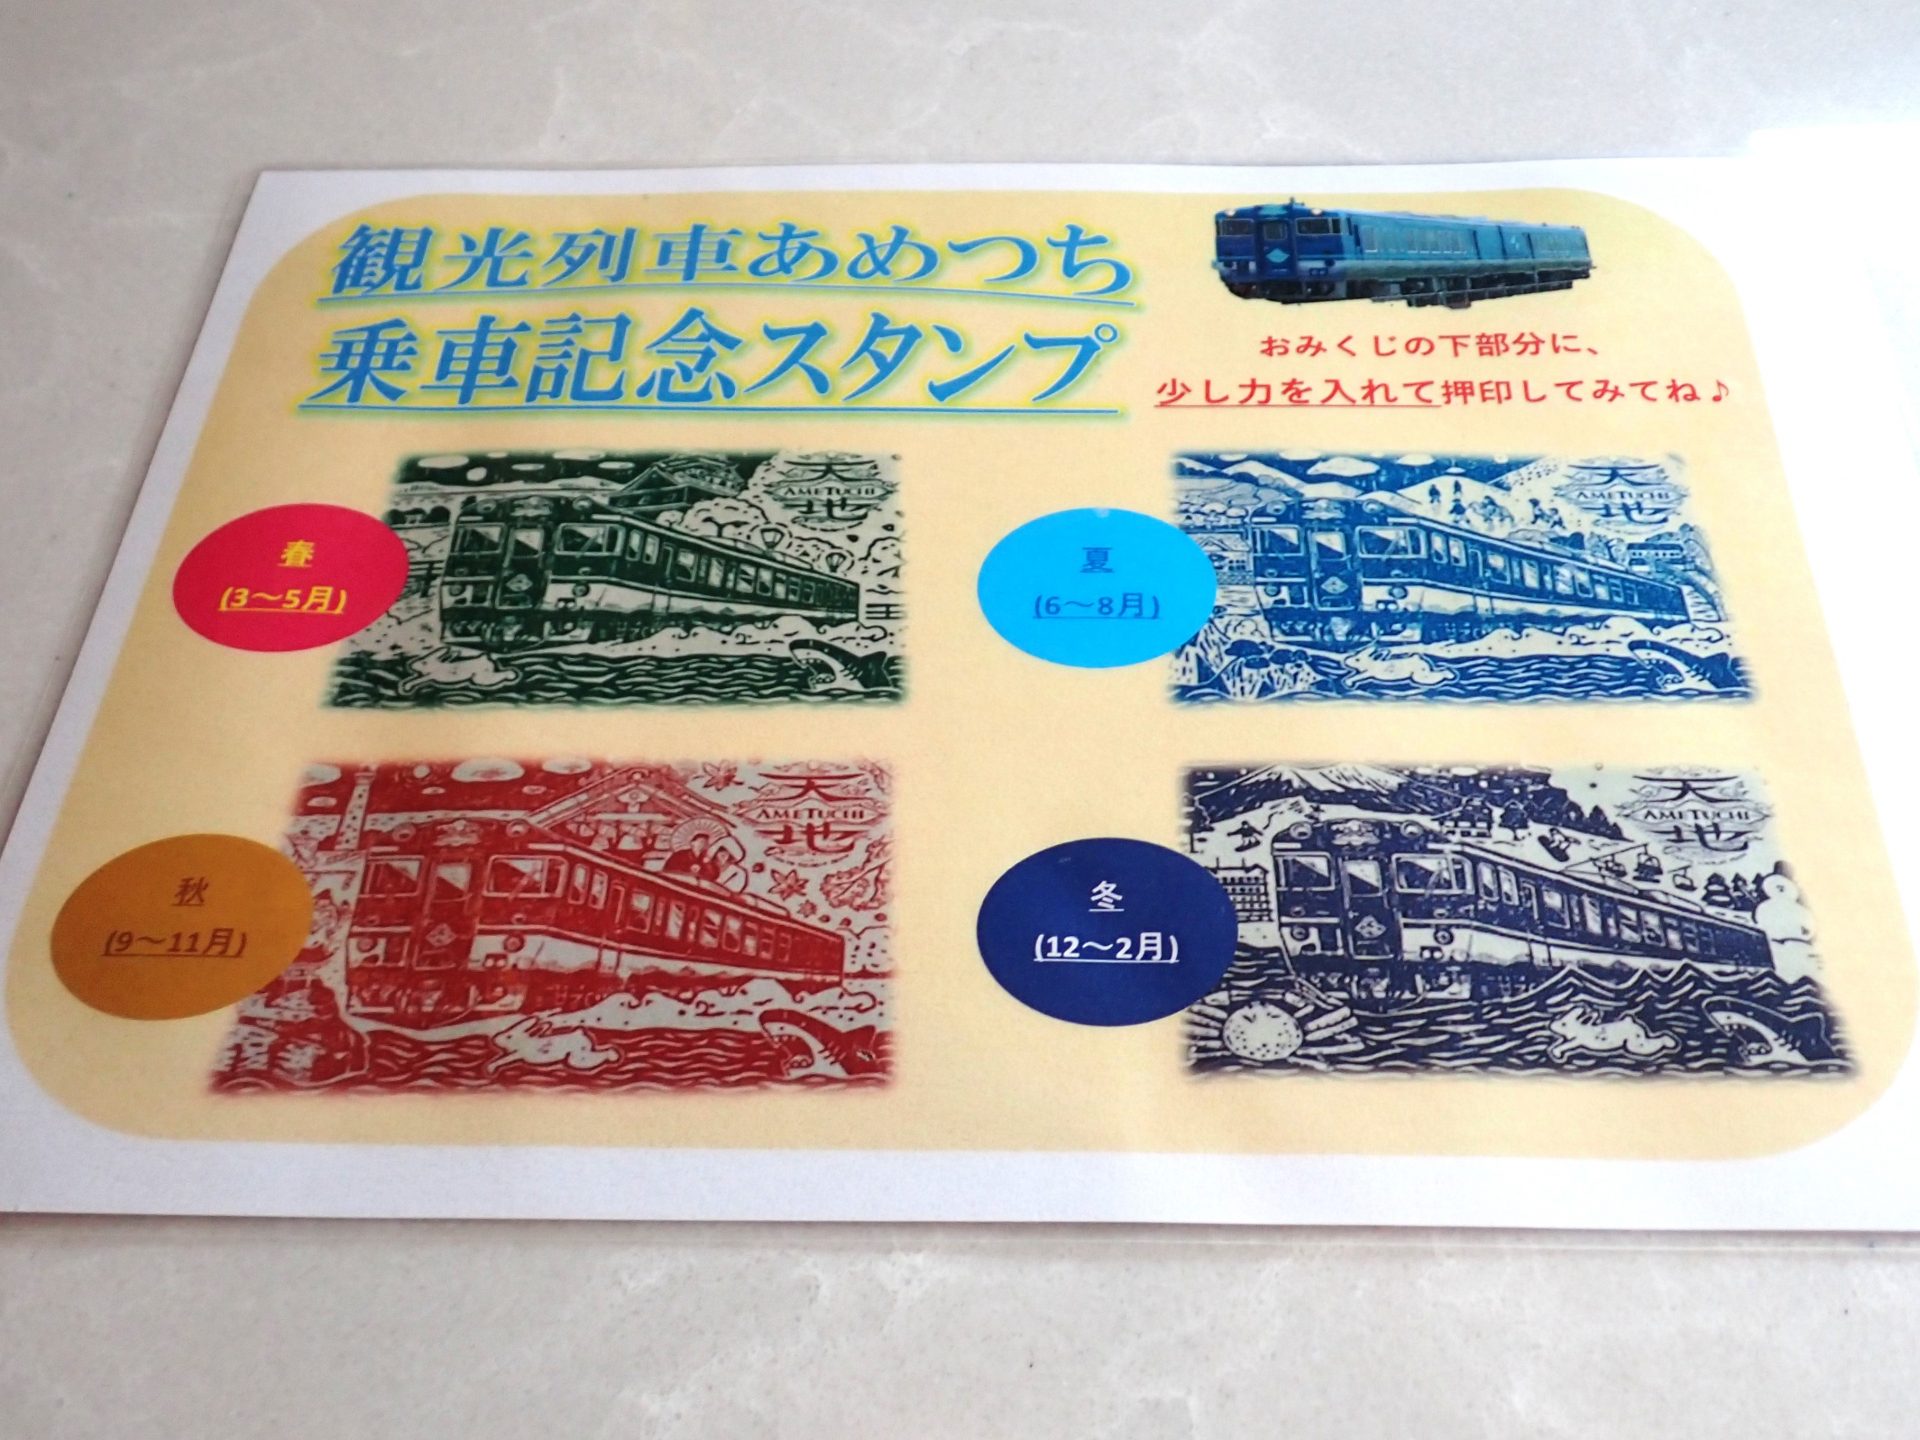 観光列車あめつち
乗車記念スタンプ
おみくじの下部分に、
少し力を入れて押印してみてね♪
春
(3～5月)
天
AMETUCHI
地
夏
(6～8月)
天
AMETUCHI
地
秋
(9～11月)
天
AMETUCHI
地
冬
(12～2月)
天
AMETUCHI
地